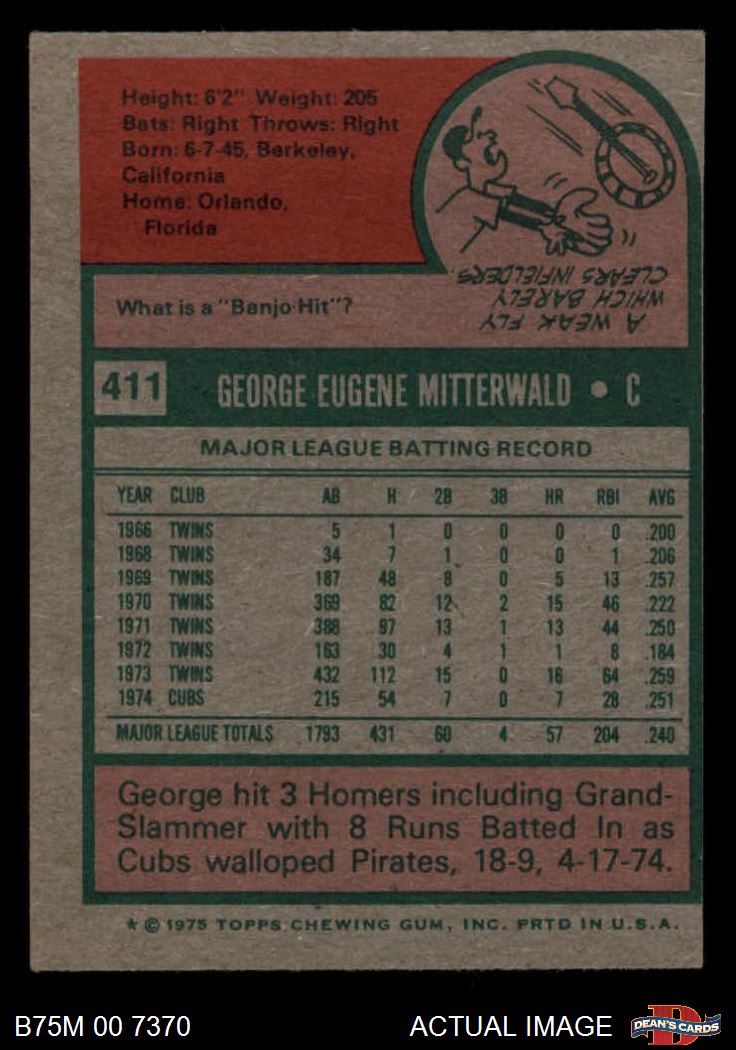 Height: 6'2" Weight: 205
Bats: Right Throws: Right
Born: 6-7-45, Berkeley,
California
Home: Orlando,
Florida
What is a "Banjo Hit"?
A WEAK FLY
WHICH BARELY
CLEARS INFIELDERS.
411 GEORGE EUGENE MITTERWALD • C
MAJOR LEAGUE BATTING RECORD
YEAR CLUB AB H 2B 3B HR RBI AVG
1966 TWINS 5 1 0 0 0 0 .200
1968 TWINS 34 7 1 0 0 1 .206
1969 TWINS 187 48 8 0 5 13 .257
1970 TWINS 369 82 12 2 15 46 .222
1971 TWINS 388 97 13 1 13 44 .250
1972 TWINS 163 30 4 1 1 8 .184
1973 TWINS 432 112 15 0 16 64 .259
1974 CUBS 215 54 7 0 7 28 .251
MAJOR LEAGUE TOTALS 1793 431 60 4 57 204 .240
George hit 3 Homers including Grand-
Slammer with 8 Runs Batted In as
Cubs walloped Pirates, 18-9, 4-17-74.
* © 1975 TOPPS CHEWING GUM, INC. PRTD IN U.S.A.
B75M 00 7370 ACTUAL IMAGE DEAN'S CARDS